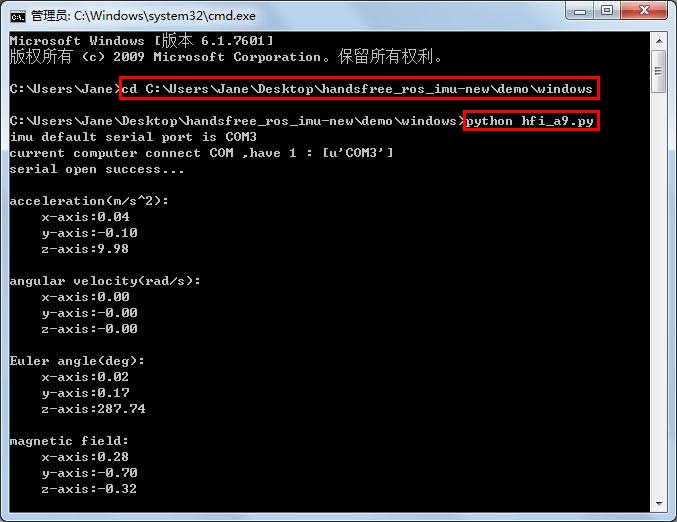 管理员: C:\Windows\system32\cmd.exe
Microsoft Windows [版本 6.1.7601]
版权所有 (c) 2009 Microsoft Corporation。保留所有权利。
C:\Users\Jane>cd C:\Users\Jane\Desktop\handsfree_ros_imu-new\demo\windows
C:\Users\Jane\Desktop\handsfree_ros_imu-new\demo\windows>python hfi_a9.py
imu default serial port is COM3
current computer connect COM ,have 1 : [u'COM3']
serial open success...
acceleration(m/s^2):
x-axis:0.04
y-axis:-0.10
z-axis:9.98
angular velocity(rad/s):
x-axis:0.00
y-axis:-0.00
z-axis:-0.00
Euler angle(deg):
x-axis:0.02
y-axis:0.17
z-axis:287.74
magnetic field:
x-axis:0.28
y-axis:-0.70
z-axis:-0.32